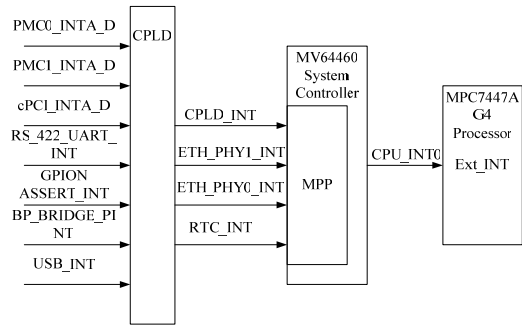 PMC0_INTA_D
PMC1_INTA_D
cPCI_INTA_D
RS_422_UART_
INT
GPION
ASSERT_INT
BP_BRIDGE_PI
NT
USB_INT
CPLD
CPLD_INT
ETH_PHY1_INT
ETH_PHY0_INT
RTC_INT
MV64460
System
Controller
MPP
CPU_INT0
MPC7447A
G4
Processor
Ext_INT